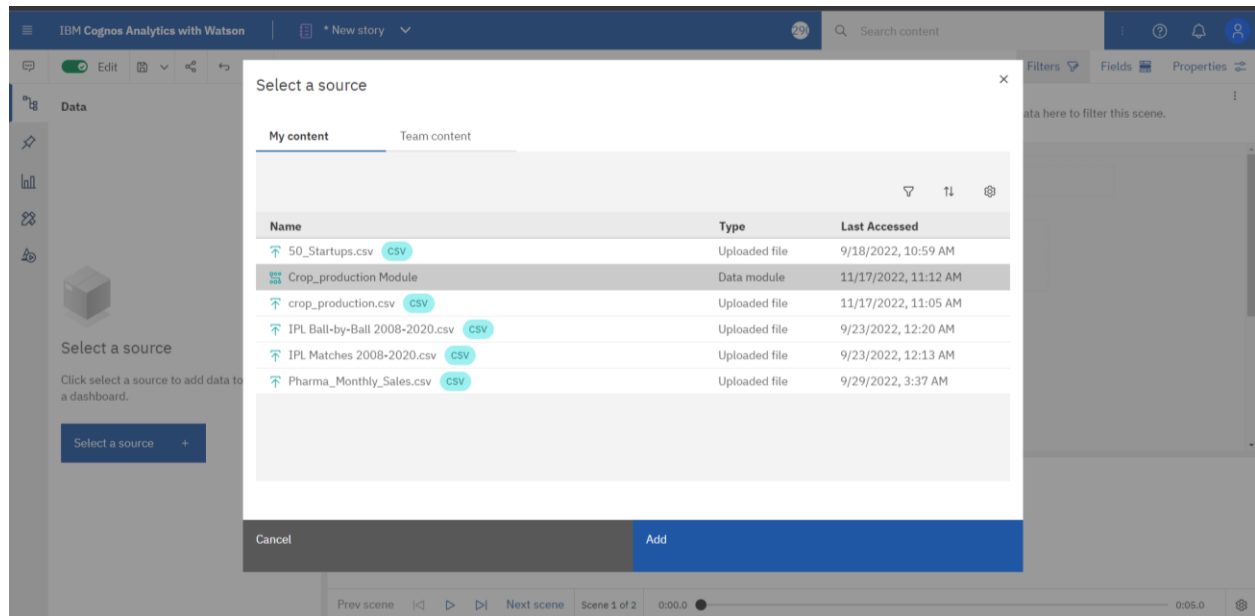 IBM Cognos Analytics with Watson
* New story
Search content
Edit
Filters
Fields
Properties
Data
Select a source
ata here to filter this scene.
My content
Team content
Name Type Last Accessed
50_Startups.csv CSV Uploaded file 9/18/2022, 10:59 AM
Crop_production Module Data module 11/17/2022, 11:12 AM
crop_production.csv CSV Uploaded file 11/17/2022, 11:05 AM
IPL Ball-by-Ball 2008-2020.csv CSV Uploaded file 9/23/2022, 12:20 AM
IPL Matches 2008-2020.csv CSV Uploaded file 9/23/2022, 12:13 AM
Pharma_Monthly_Sales.csv CSV Uploaded file 9/29/2022, 3:37 AM
Select a source
Click select a source to add data to
a dashboard.
Select a source +
Cancel
Add
Prev scene Next scene Scene 1 of 2 0:00.0 0:05.0